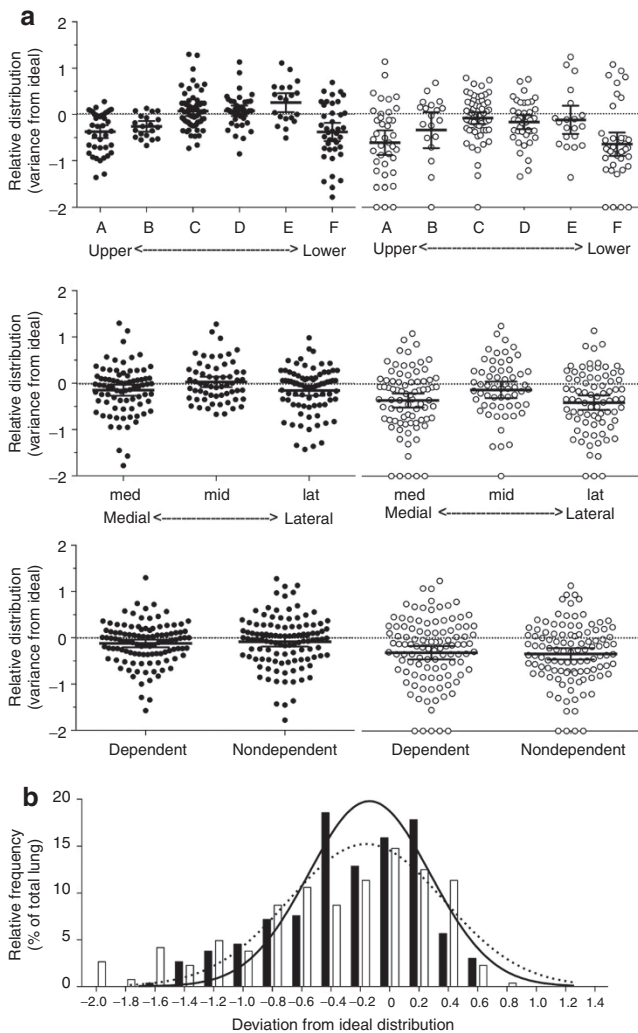 a
Relative distribution
(variance from ideal)
2
1
0
−1
−2
A B C D E F A B C D E F
Upper <--------------------> Lower Upper <--------------------> Lower
Relative distribution
(variance from ideal)
2
1
0
−1
−2
med mid lat med mid lat
Medial <--------------------> Lateral Medial <--------------------> Lateral
Relative distribution
(variance from ideal)
2
1
0
−1
−2
Dependent Nondependent Dependent Nondependent
b
Relative frequency
(% of total lung)
20
15
10
5
0
−2.0 −1.8 −1.6 −1.4 −1.2 −1.0 −0.8 −0.6 −0.4 −0.2 0 0.2 0.4 0.6 0.8 1.0 1.2 1.4
Deviation from ideal distribution